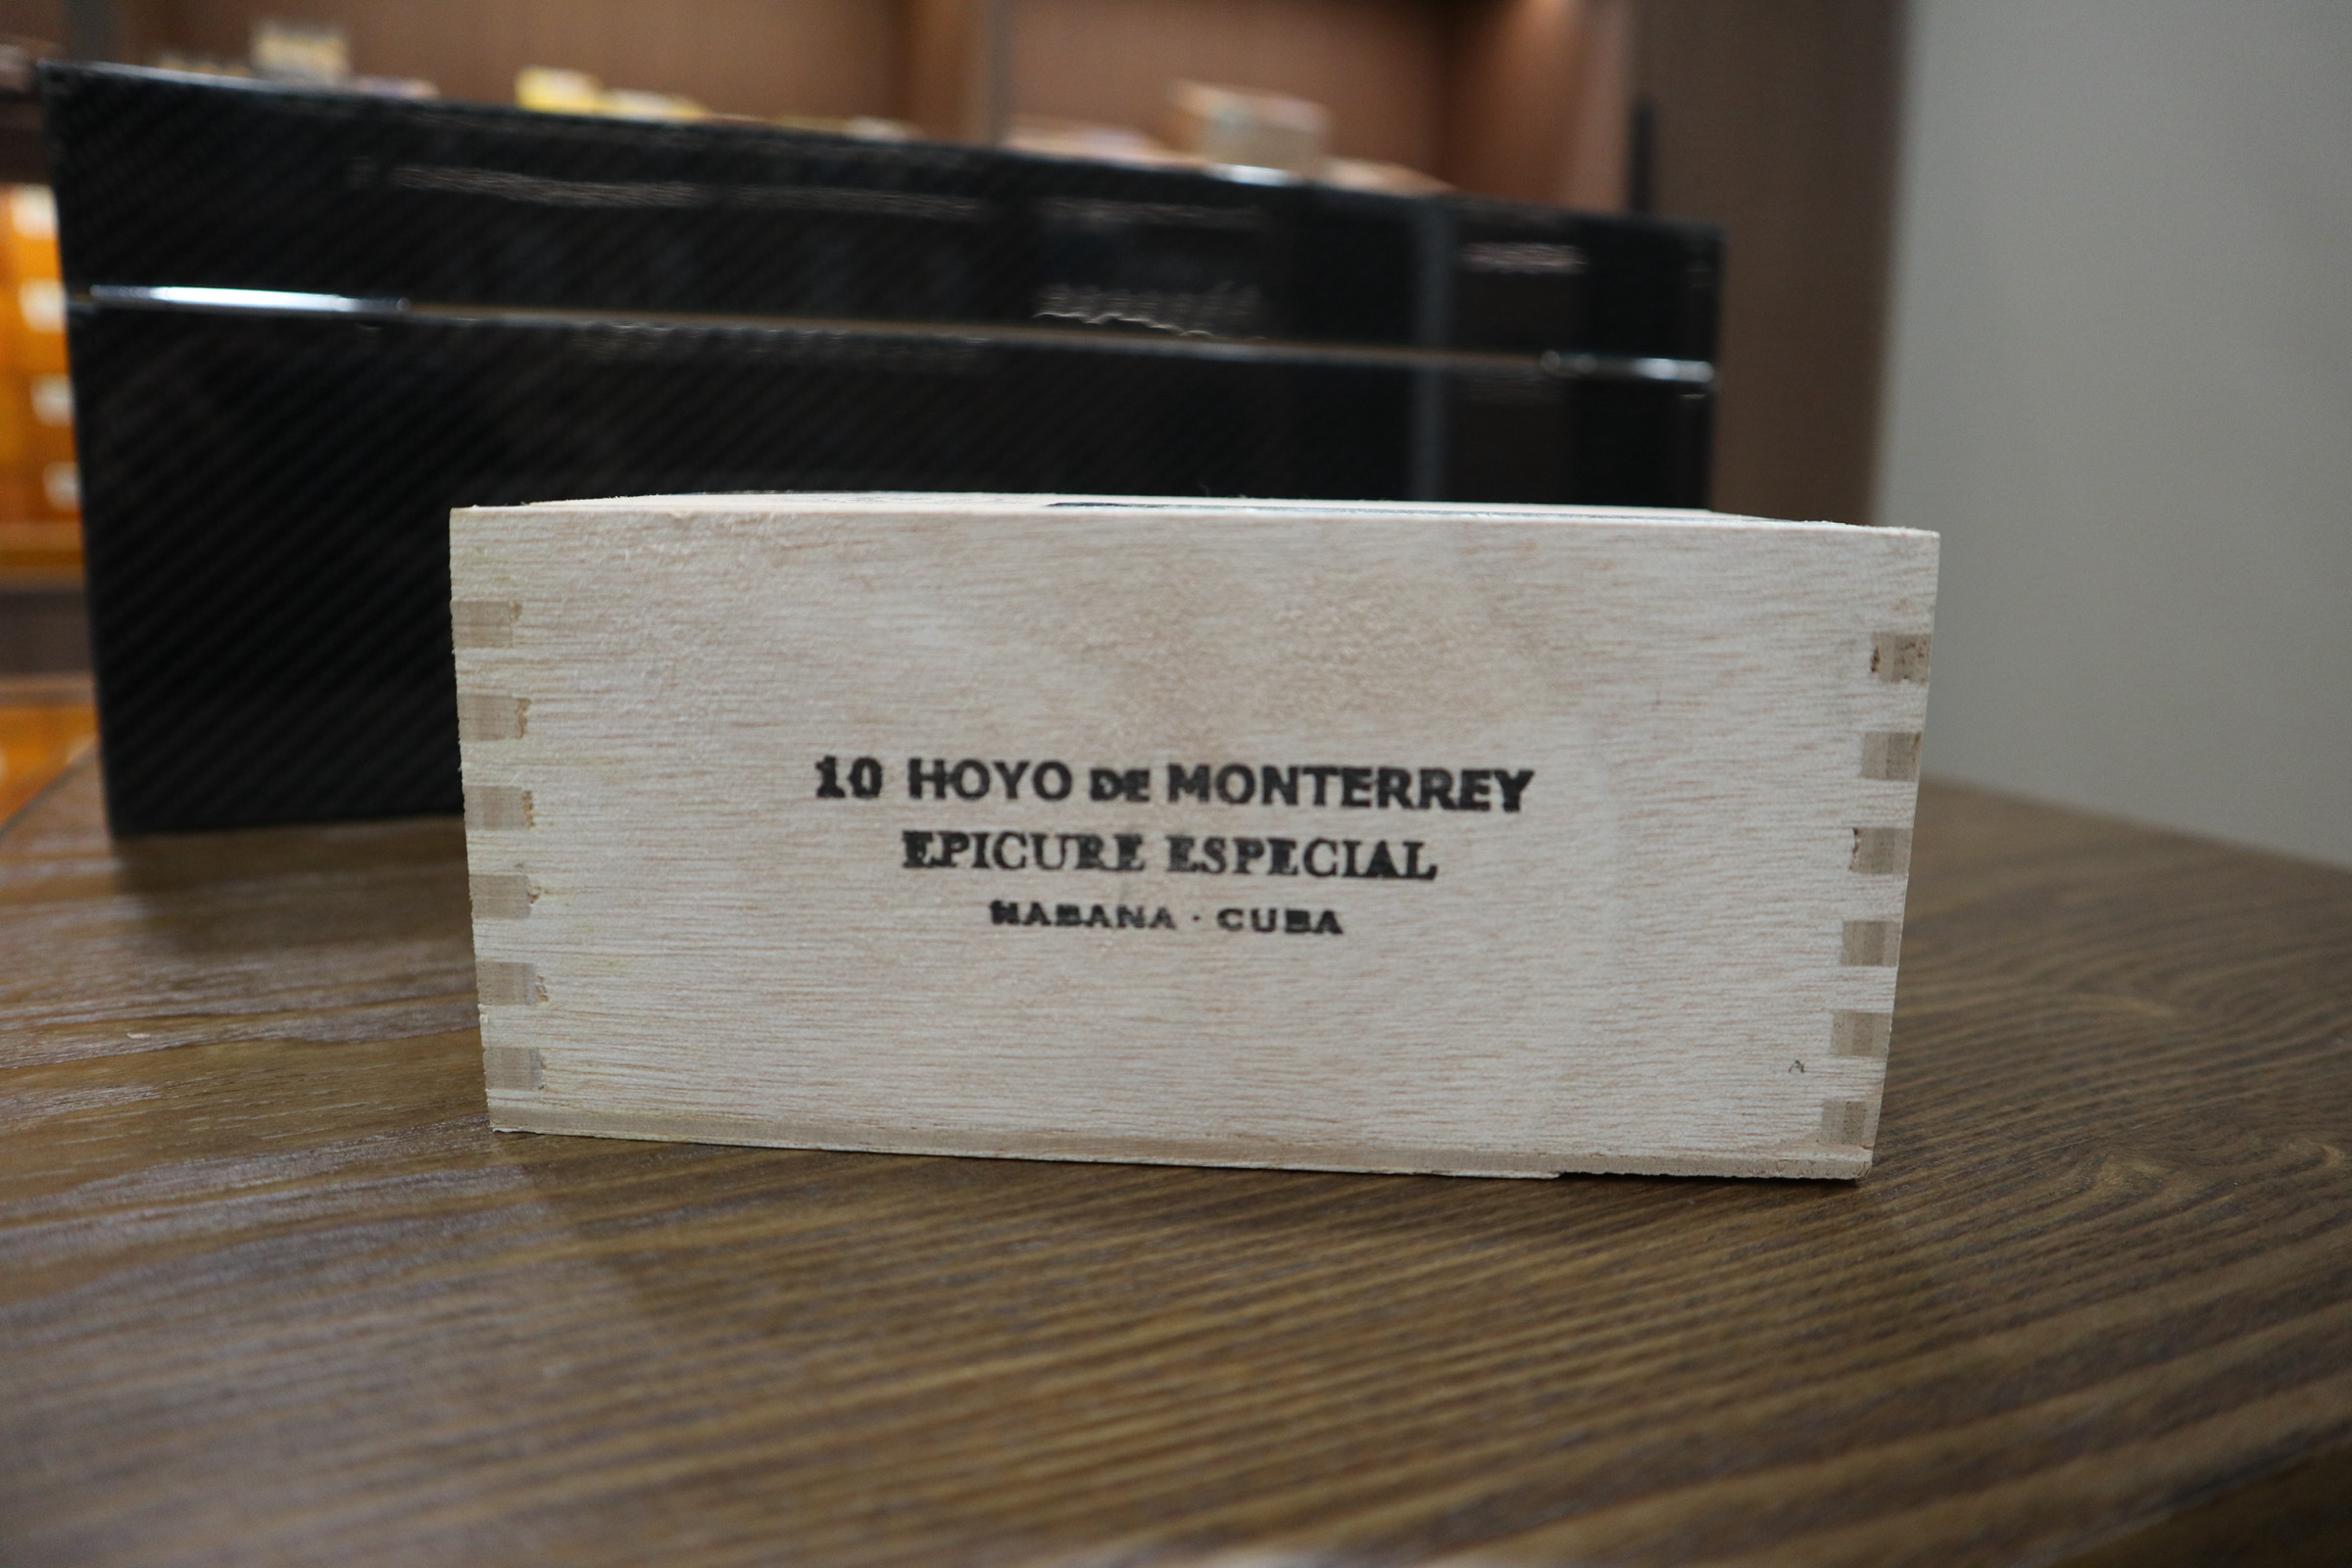 10 HOYO DE MONTERREY
EPICURE ESPECIAL
HABANA · CUBA